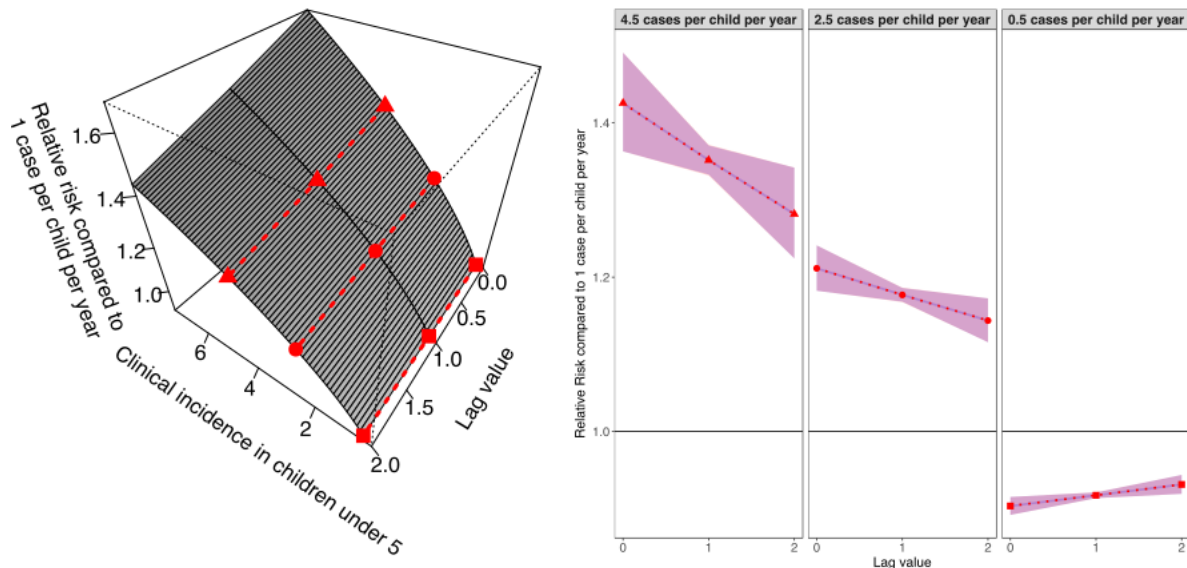 Relative risk compared to
1 case per child per year
1.6
1.4
1.2
1.0
6
4
2
Clinical incidence in children under 5
0.0
0.5
1.0
1.5
2.0
Lag value
4.5 cases per child per year
2.5 cases per child per year
0.5 cases per child per year
Relative Risk compared to 1 case per child per year
1.4
1.2
1.0
0 1 2
0 1 2
0 1 2
Lag value